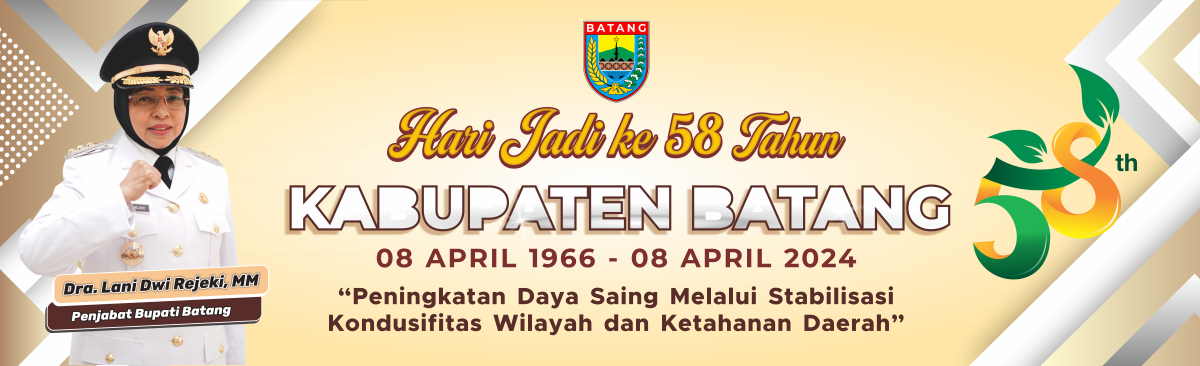 BATANG
Hari Jadi ke 58 Tahun
KABUPATEN BATANG
08 APRIL 1966 - 08 APRIL 2024
“Peningkatan Daya Saing Melalui Stabilisasi
Kondusifitas Wilayah dan Ketahanan Daerah”
Dra. Lani Dwi Rejeki, MM
Penjabat Bupati Batang
58th